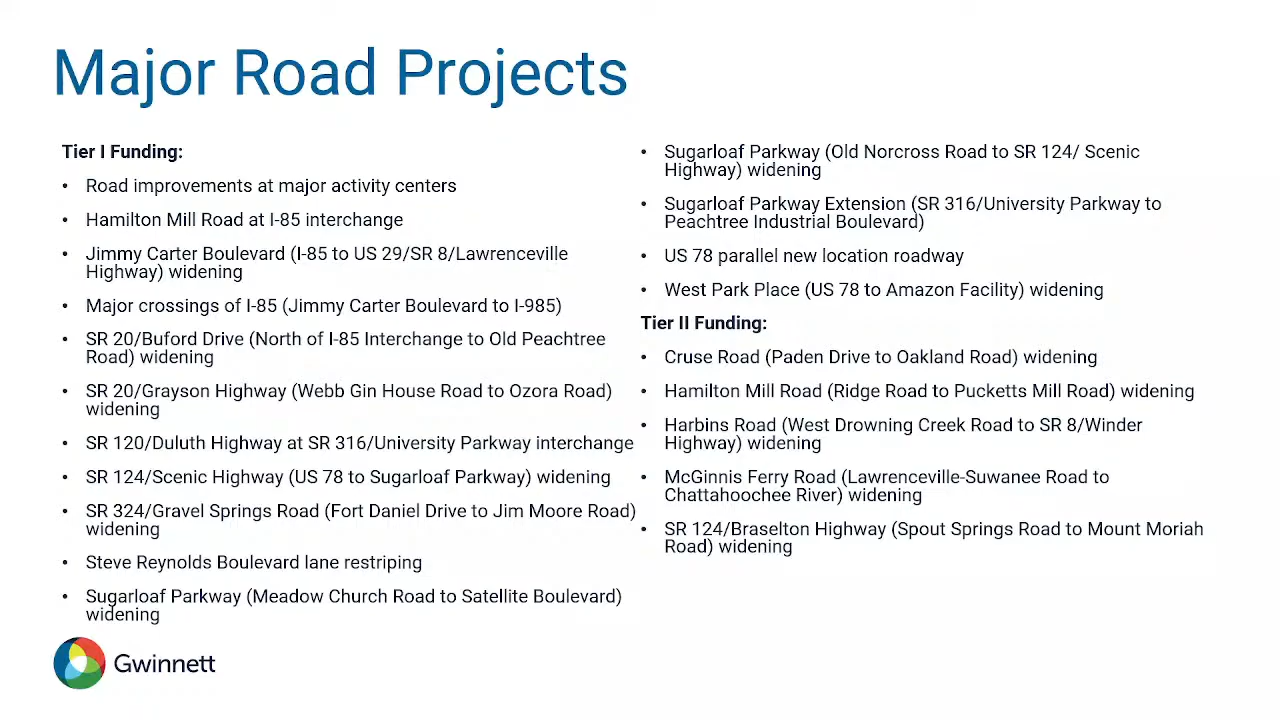 Major Road Projects
Tier I Funding:
• Road improvements at major activity centers
• Hamilton Mill Road at I-85 interchange
• Jimmy Carter Boulevard (I-85 to US 29/SR 8/Lawrenceville
Highway) widening
• Major crossings of I-85 (Jimmy Carter Boulevard to I-985)
• SR 20/Buford Drive (North of I-85 Interchange to Old Peachtree
Road) widening
• SR 20/Grayson Highway (Webb Gin House Road to Ozora Road)
widening
• SR 120/Duluth Highway at SR 316/University Parkway interchange
• SR 124/Scenic Highway (US 78 to Sugarloaf Parkway) widening
• SR 324/Gravel Springs Road (Fort Daniel Drive to Jim Moore Road)
widening
• Steve Reynolds Boulevard lane restriping
• Sugarloaf Parkway (Meadow Church Road to Satellite Boulevard)
widening
• Sugarloaf Parkway (Old Norcross Road to SR 124/ Scenic
Highway) widening
• Sugarloaf Parkway Extension (SR 316/University Parkway to
Peachtree Industrial Boulevard)
• US 78 parallel new location roadway
• West Park Place (US 78 to Amazon Facility) widening
Tier II Funding:
• Cruse Road (Paden Drive to Oakland Road) widening
• Hamilton Mill Road (Ridge Road to Pucketts Mill Road) widening
• Harbins Road (West Drowning Creek Road to SR 8/Winder
Highway) widening
• McGinnis Ferry Road (Lawrenceville-Suwanee Road to
Chattahoochee River) widening
• SR 124/Braselton Highway (Spout Springs Road to Mount Moriah
Road) widening
Gwinnett